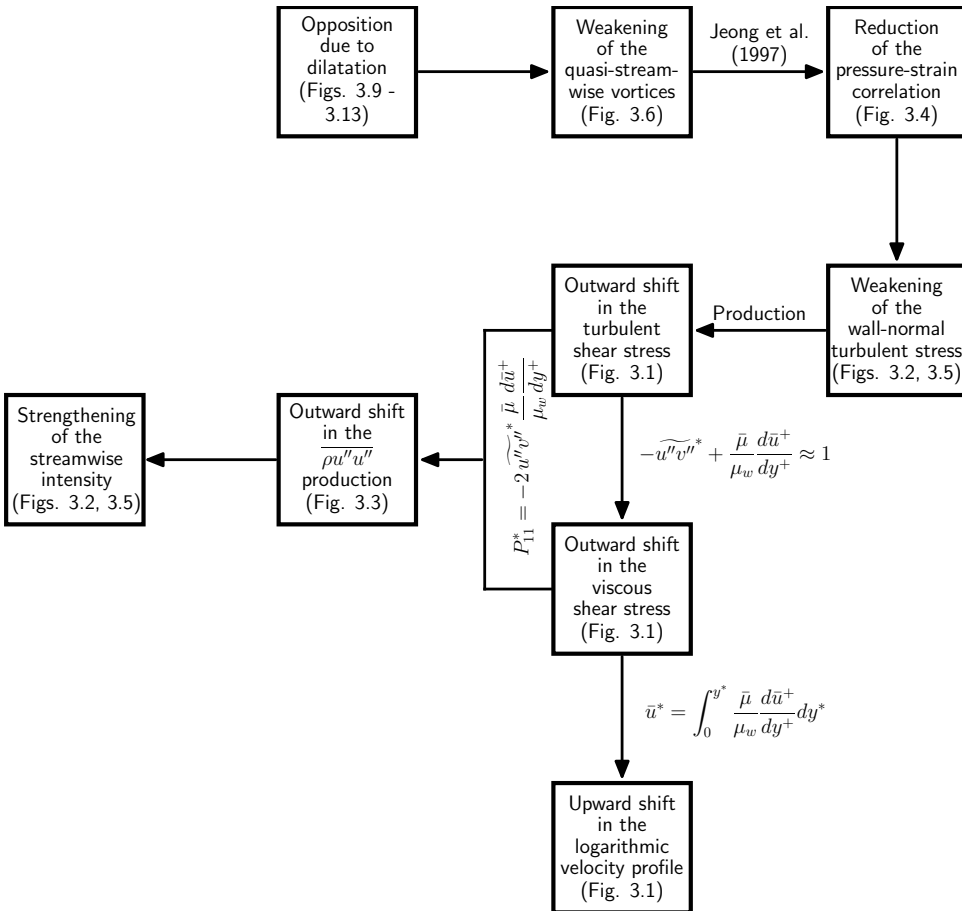 Opposition
due to
dilatation
(Figs. 3.9 -
3.13)
Weakening
of the
quasi-stream-
wise vortices
(Fig. 3.6)
Jeong et al.
(1997)
Reduction
of the
pressure-strain
correlation
(Fig. 3.4)
Weakening
of the
wall-normal
turbulent stress
(Figs. 3.2, 3.5)
Production
Outward shift
in the
turbulent
shear stress
(Fig. 3.1)
$P_{11}^* = -2\widetilde{u''v''}^* \frac{\bar{\mu}}{\mu_w}\frac{d\bar{u}^+}{dy^+}$
$-\widetilde{u''v''}^* + \frac{\bar{\mu}}{\mu_w}\frac{d\bar{u}^+}{dy^+} \approx 1$
Outward shift
in the
$\overline{\rho u''u''}$
production
(Fig. 3.3)
Strengthening
of the
streamwise
intensity
(Figs. 3.2, 3.5)
Outward shift
in the
viscous
shear stress
(Fig. 3.1)
$\bar{u}^* = \int_0^{y^*} \frac{\bar{\mu}}{\mu_w}\frac{d\bar{u}^+}{dy^+}dy^*$
Upward shift
in the
logarithmic
velocity profile
(Fig. 3.1)